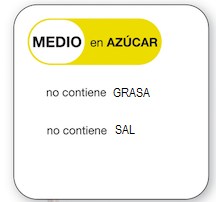 MEDIO en AZÚCAR
no contiene GRASA
no contiene SAL